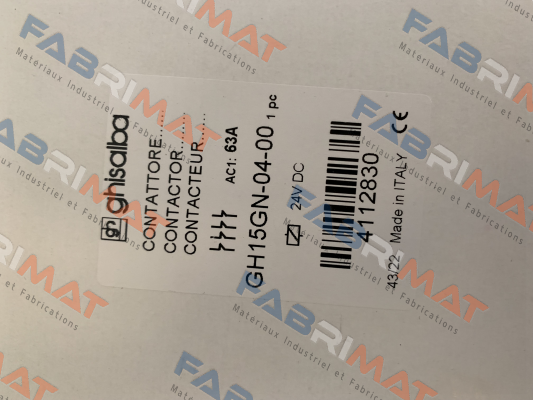 ghisalba
CONTATTORE......
CONTACTOR........
CONTACTEUR......
AC1: 63A
GH15GN-04-00 1 pc
24V DC
4112830
43/22 Made in ITALY CE
FABRIMAT
Matériaux Industriel et Fabrications